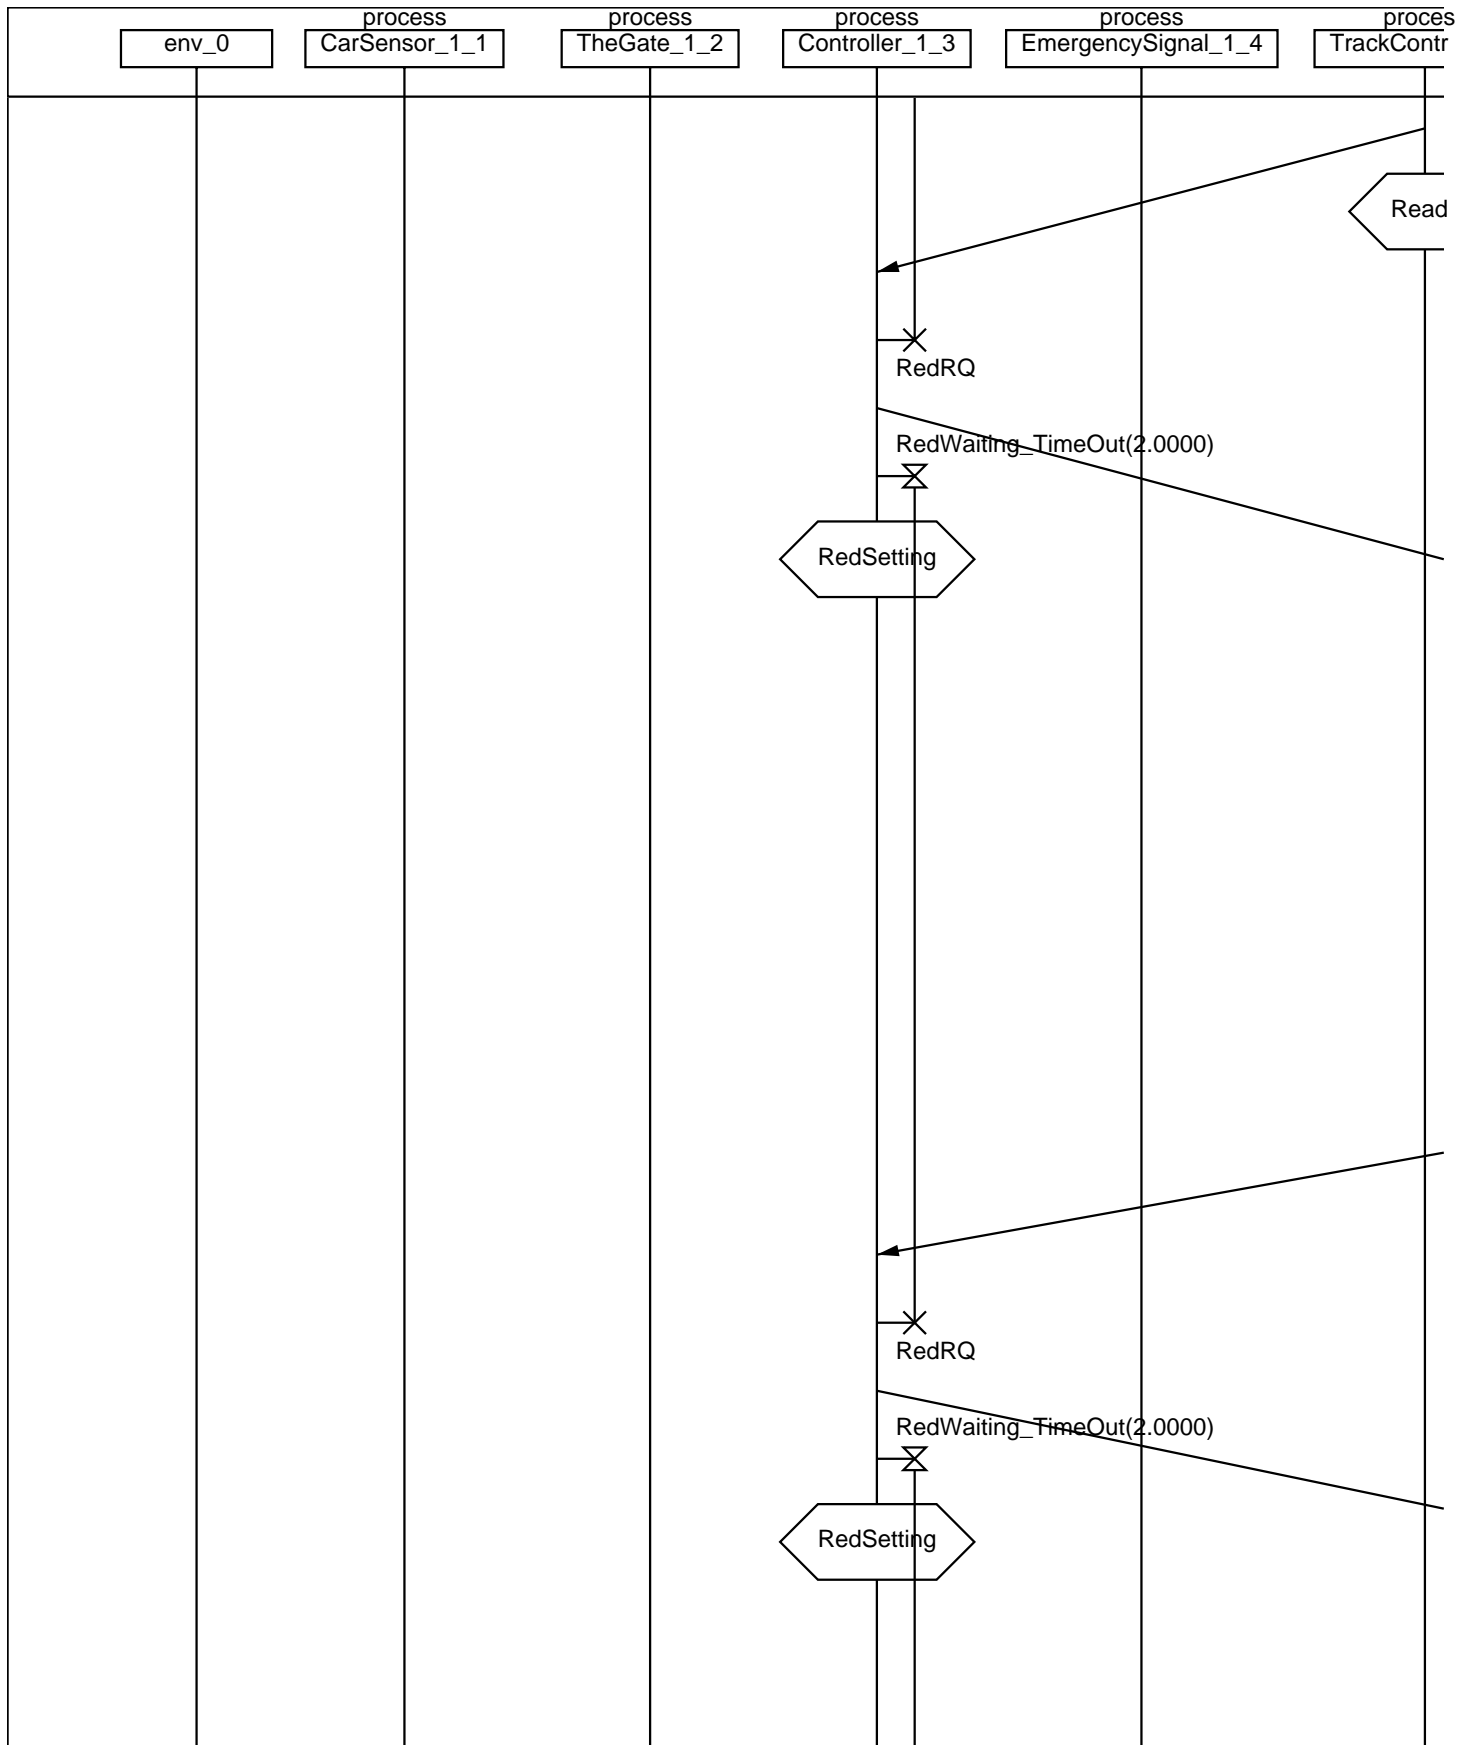 process process process process proces
env_0 CarSensor_1_1 TheGate_1_2 Controller_1_3 EmergencySignal_1_4 TrackContr
Read
RedRQ
RedWaiting_TimeOut(2.0000)
RedSetting
RedRQ
RedWaiting_TimeOut(2.0000)
RedSetting